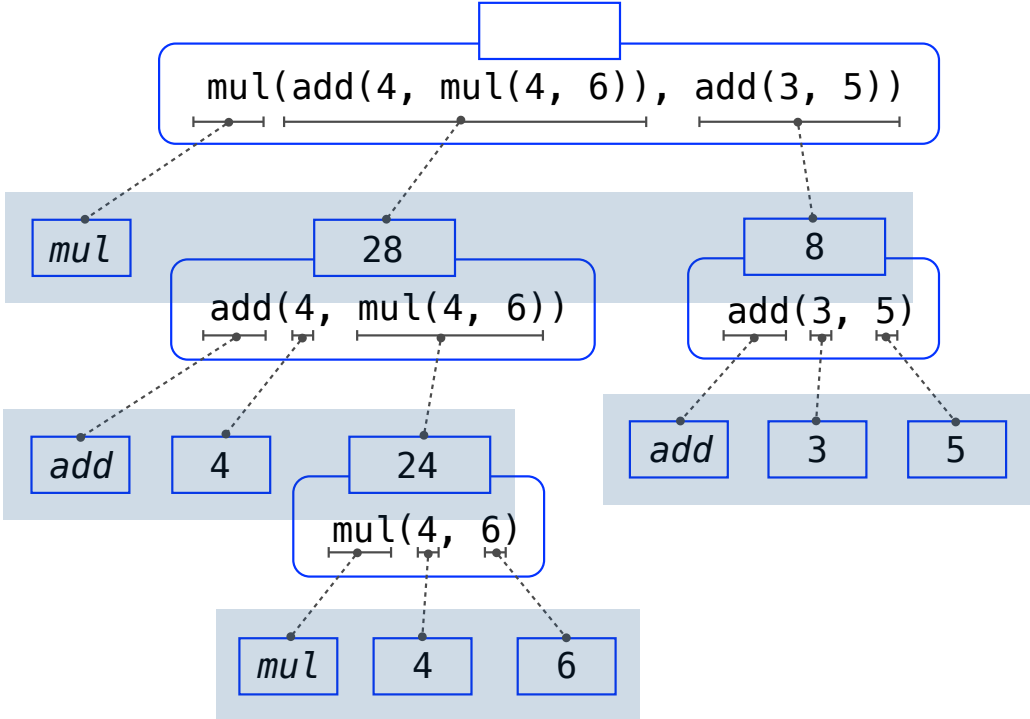 mul(add(4, mul(4, 6)), add(3, 5))
mul
28
8
add(4, mul(4, 6))
add(3, 5)
add
4
24
add
3
5
mul(4, 6)
mul
4
6